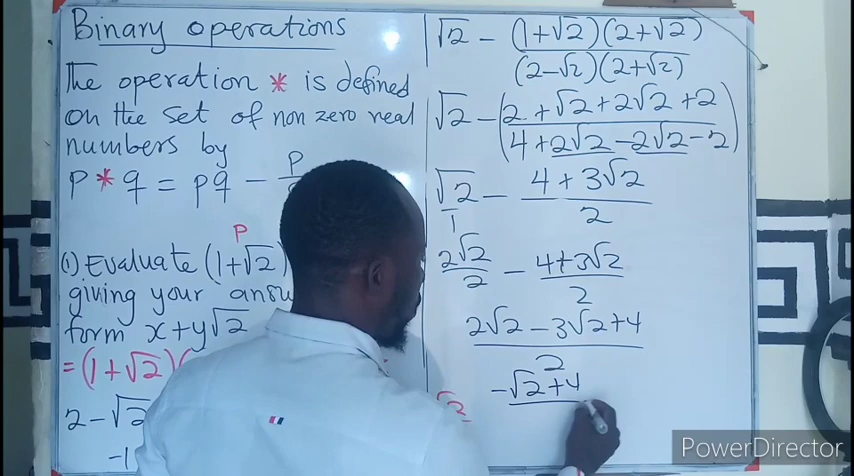 Binary operations
The operation * is defined
on the set of non zero real
numbers by
P * q = pq - P
P
(1). Evaluate (1+√2)
giving your
form x+y√2
= (1+√2)(
2-√2
-1
√2 - (1+√2)(2+√2)
(2-√2)(2+√2)
√2 - (2+√2+2√2+2)
(4+2√2-2√2-2)
√2 - 4+3√2
1 2
2√2 - 4+3√2
2 2
2√2-3√2+4
2
-√2+4
√2
PowerDirector